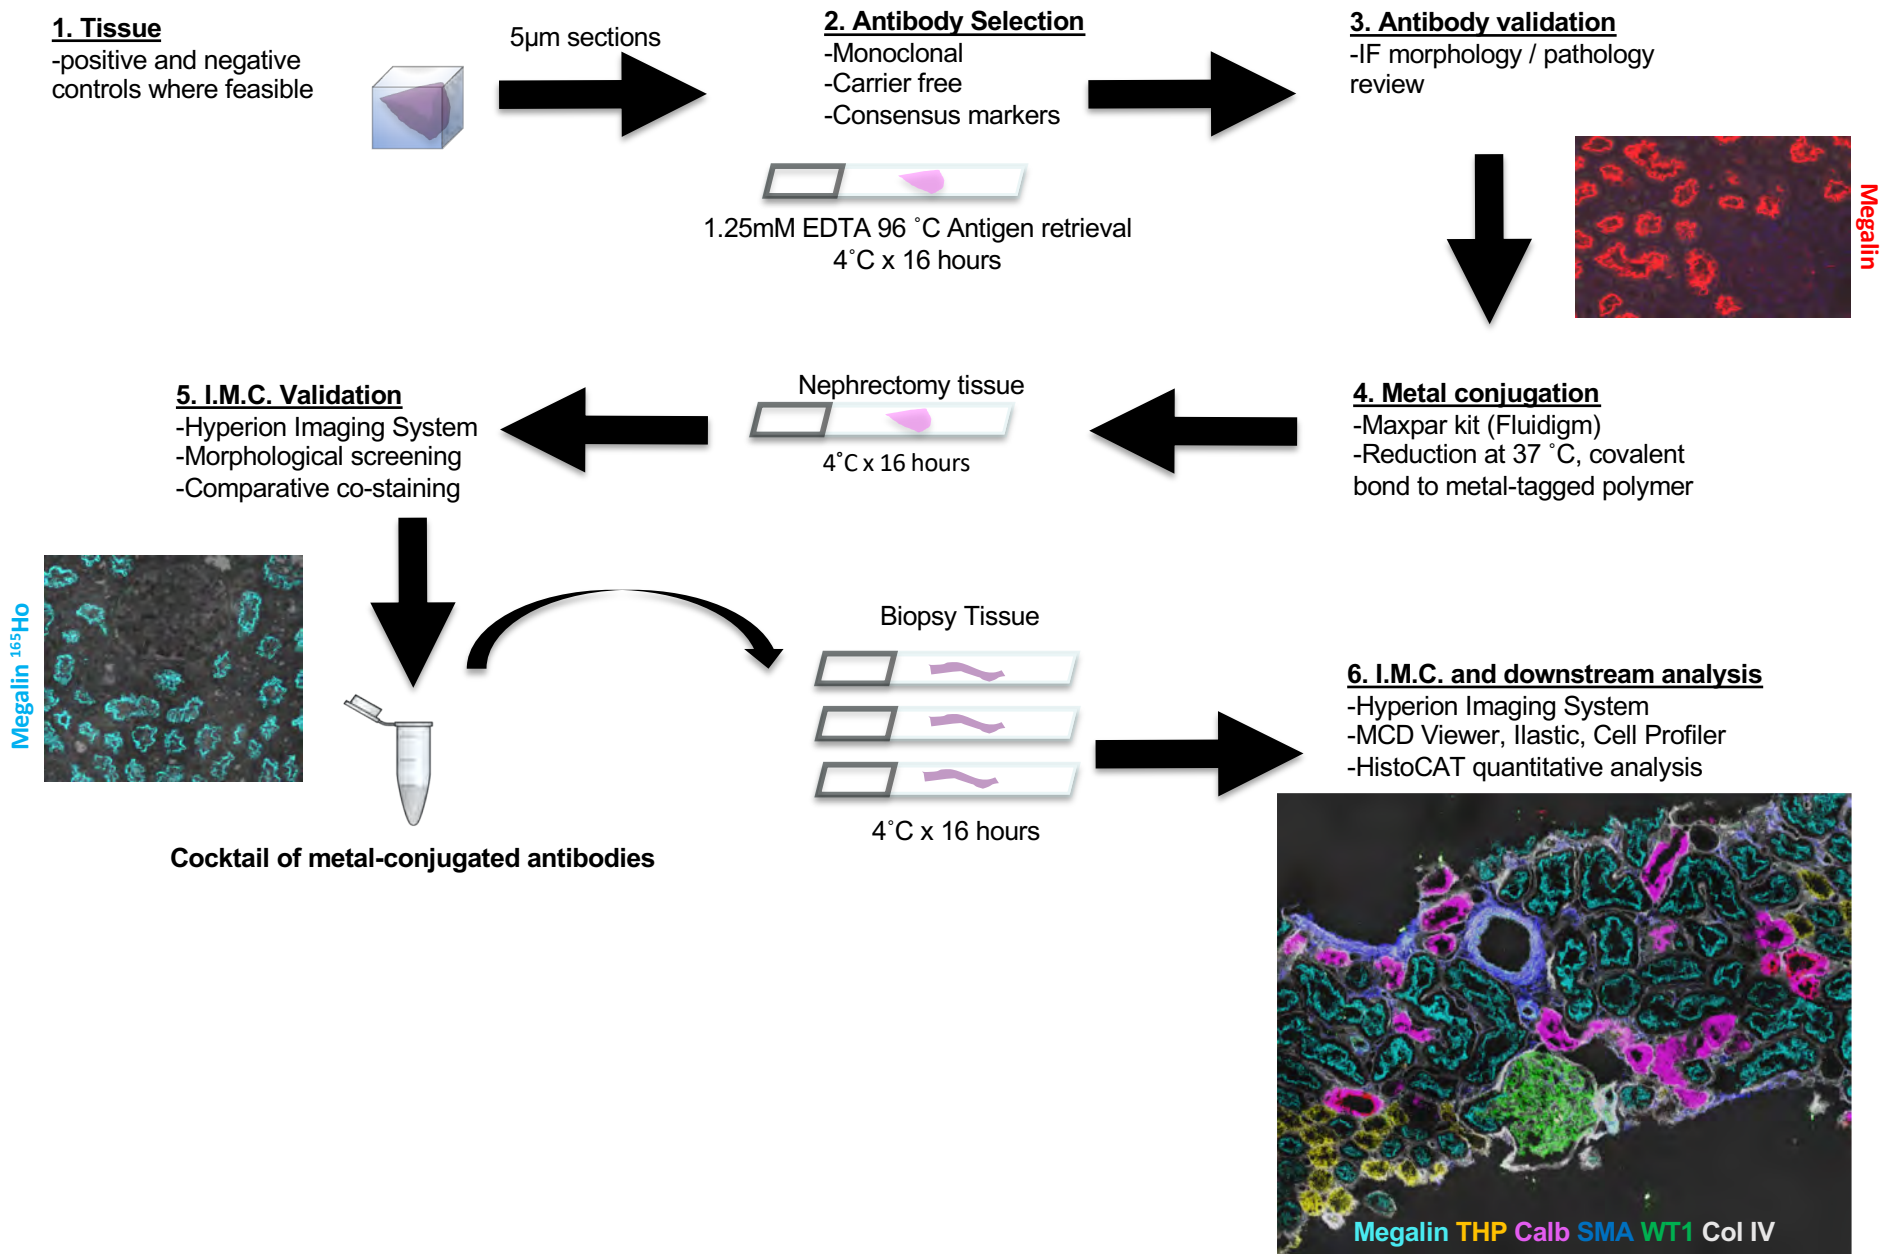 1. Tissue
-positive and negative
controls where feasible
5µm sections
2. Antibody Selection
-Monoclonal
-Carrier free
-Consensus markers
1.25mM EDTA 96 ˚C Antigen retrieval
4˚C x 16 hours
3. Antibody validation
-IF morphology / pathology
review
Megalin
4. Metal conjugation
-Maxpar kit (Fluidigm)
-Reduction at 37 ˚C, covalent
bond to metal-tagged polymer
Nephrectomy tissue
4˚C x 16 hours
5. I.M.C. Validation
-Hyperion Imaging System
-Morphological screening
-Comparative co-staining
Megalin ¹⁶⁵Ho
Cocktail of metal-conjugated antibodies
Biopsy Tissue
4˚C x 16 hours
6. I.M.C. and downstream analysis
-Hyperion Imaging System
-MCD Viewer, Ilastic, Cell Profiler
-HistoCAT quantitative analysis
Megalin THP Calb SMA WT1 Col IV